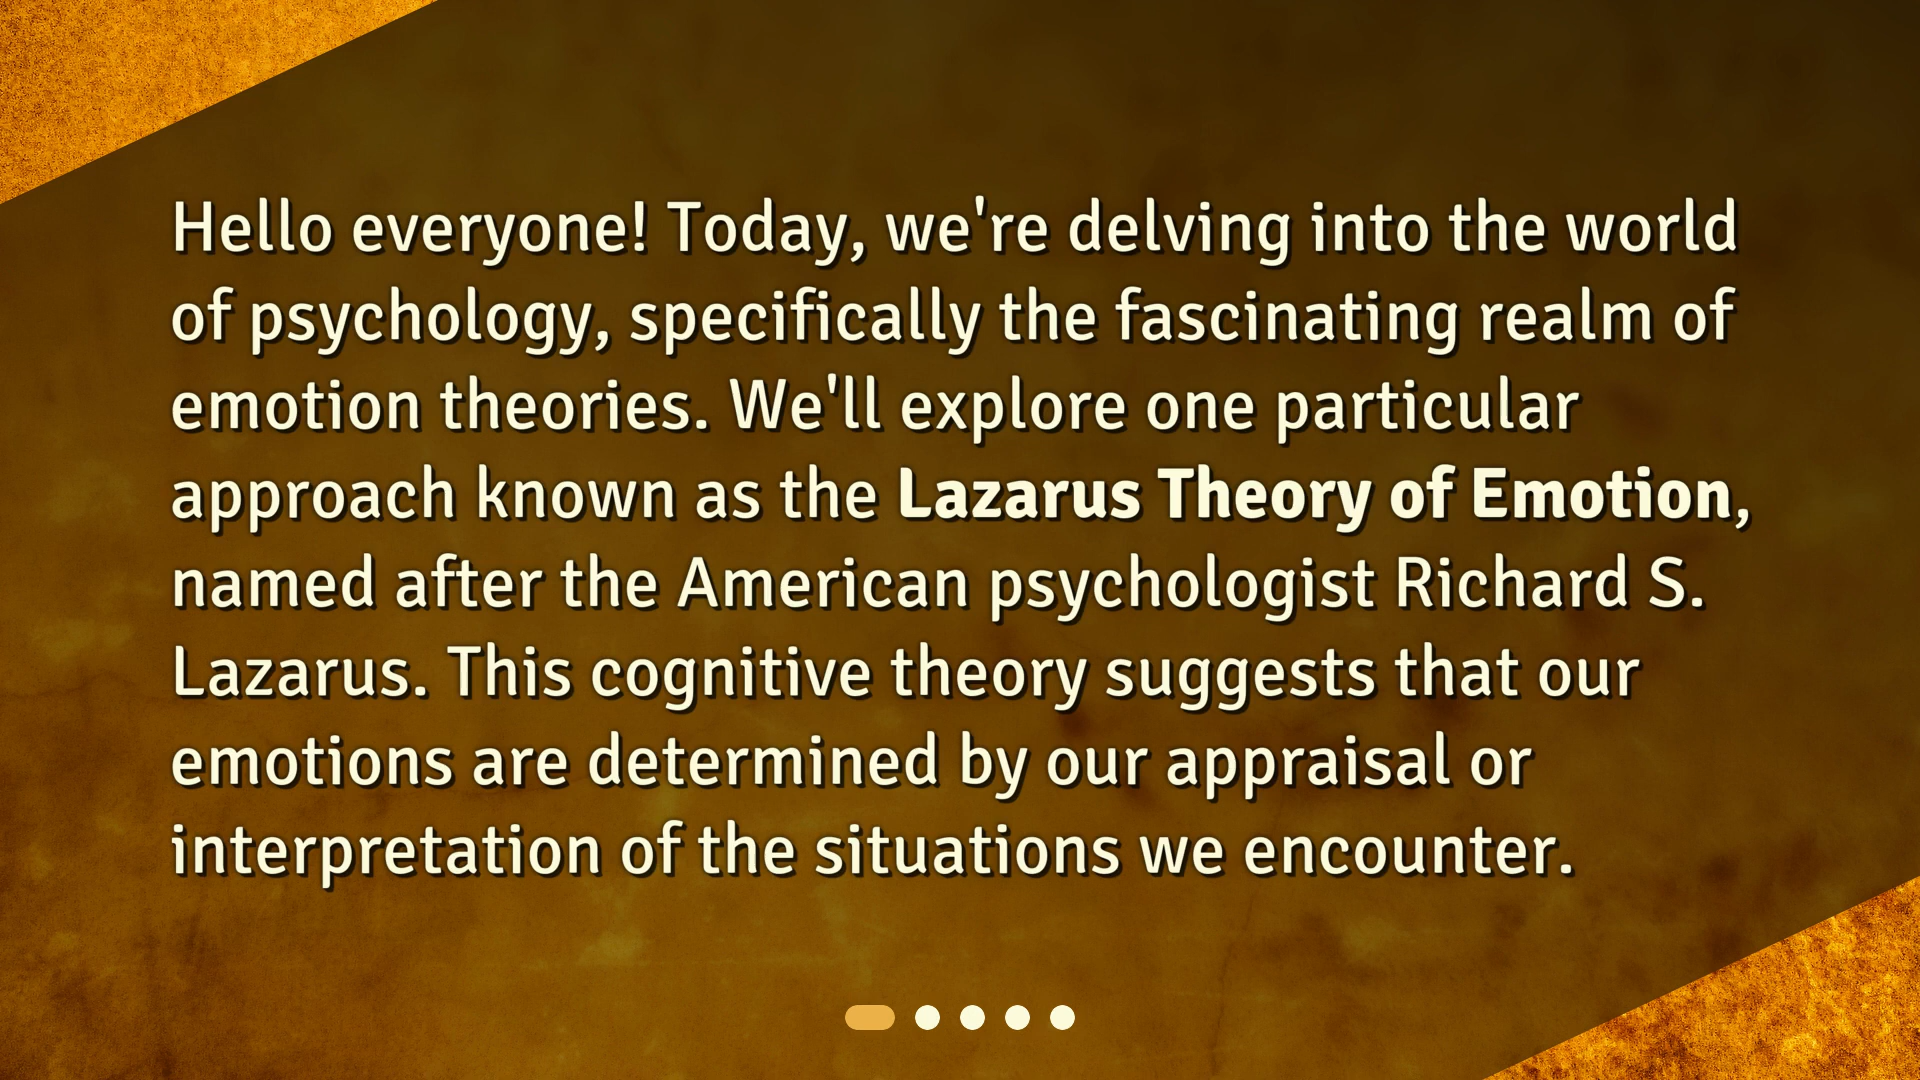 Hello everyone! Today, we're delving into the world
of psychology, specifically the fascinating realm of
emotion theories. We'll explore one particular
approach known as the Lazarus Theory of Emotion,
named after the American psychologist Richard S.
Lazarus. This cognitive theory suggests that our
emotions are determined by our appraisal or
interpretation of the situations we encounter.